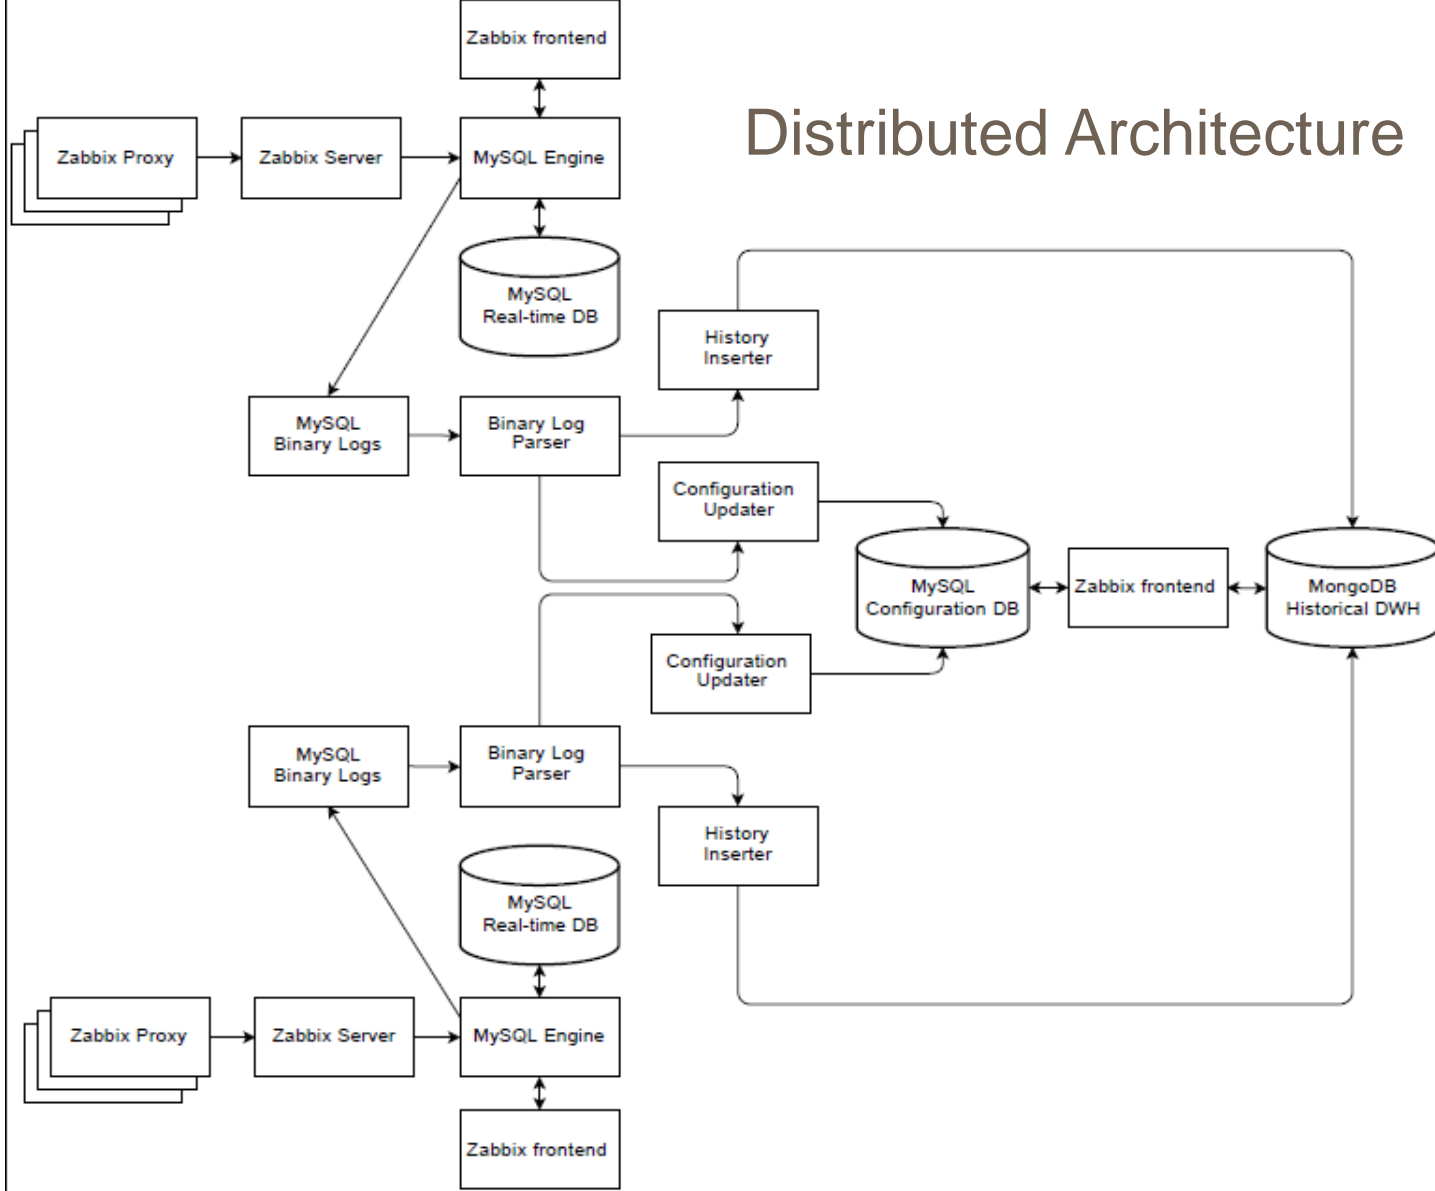 Zabbix frontend
Distributed Architecture
Zabbix Proxy
Zabbix Server
MySQL Engine
MySQL
Real-time DB
History
Inserter
MySQL
Binary Logs
Binary Log
Parser
Configuration
Updater
MySQL
Configuration DB
Zabbix frontend
MongoDB
Historical DWH
Configuration
Updater
MySQL
Binary Logs
Binary Log
Parser
History
Inserter
MySQL
Real-time DB
Zabbix Proxy
Zabbix Server
MySQL Engine
Zabbix frontend